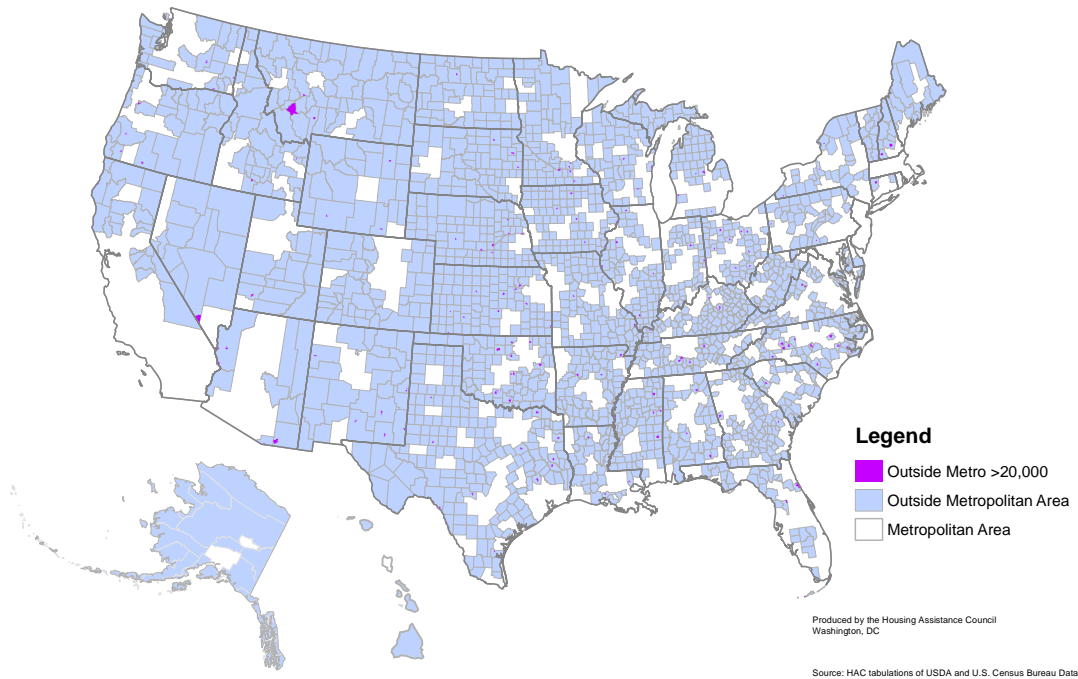 Legend
Outside Metro >20,000
Outside Metropolitan Area
Metropolitan Area
Produced by the Housing Assistance Council
Washington, DC
Source: HAC tabulations of USDA and U.S. Census Bureau Data